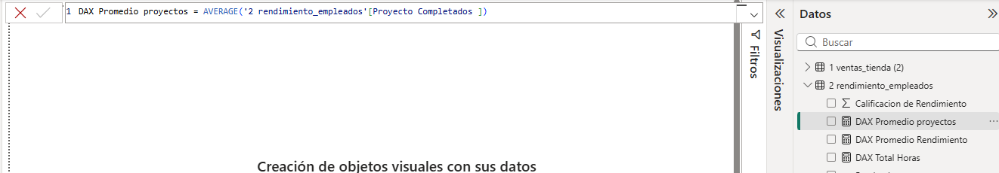 1 DAX Promedio proyectos = AVERAGE('2 rendimiento_empleados'[Proyecto Completados ])
Creación de objetos visuales con sus datos
Filtros
Visualizaciones
Datos
Buscar
1 ventas_tienda (2)
2 rendimiento_empleados
Calificacion de Rendimiento
DAX Promedio proyectos
DAX Promedio Rendimiento
DAX Total Horas